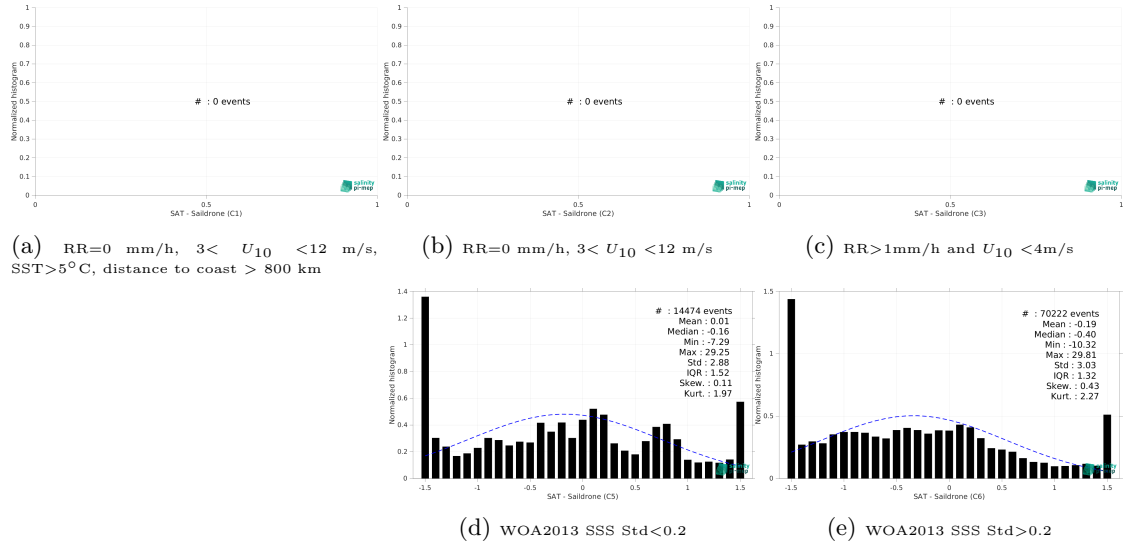 1
0.9
0.8
0.7
0.6
0.5
0.4
0.3
0.2
0.1
0
Normalized histogram
# : 0 events
salinity
pi-mep
0 0.5 1
SAT - Saildrone (C1)
(a) RR=0 mm/h, 3< U10 <12 m/s,
SST>5°C, distance to coast > 800 km
1
0.9
0.8
0.7
0.6
0.5
0.4
0.3
0.2
0.1
0
Normalized histogram
# : 0 events
salinity
pi-mep
0 0.5 1
SAT - Saildrone (C2)
(b) RR=0 mm/h, 3< U10 <12 m/s
1
0.9
0.8
0.7
0.6
0.5
0.4
0.3
0.2
0.1
0
Normalized histogram
# : 0 events
salinity
pi-mep
0 0.5 1
SAT - Saildrone (C3)
(c) RR>1mm/h and U10 <4m/s
1.4
1.2
1
0.8
0.6
0.4
0.2
0
Normalized histogram
# : 14474 events
Mean : 0.01
Median : -0.16
Min : -7.29
Max : 29.25
Std : 2.88
IQR : 1.52
Skew. : 0.11
Kurt. : 1.97
-1.5 -1 -0.5 0 0.5 1 1.5
SAT - Saildrone (C5)
(d) WOA2013 SSS Std<0.2
1.5
1
0.5
0
Normalized histogram
# : 70222 events
Mean : -0.19
Median : -0.40
Min : -10.32
Max : 29.81
Std : 3.03
IQR : 1.32
Skew. : 0.43
Kurt. : 2.27
-1.5 -1 -0.5 0 0.5 1 1.5
SAT - Saildrone (C6)
(e) WOA2013 SSS Std>0.2